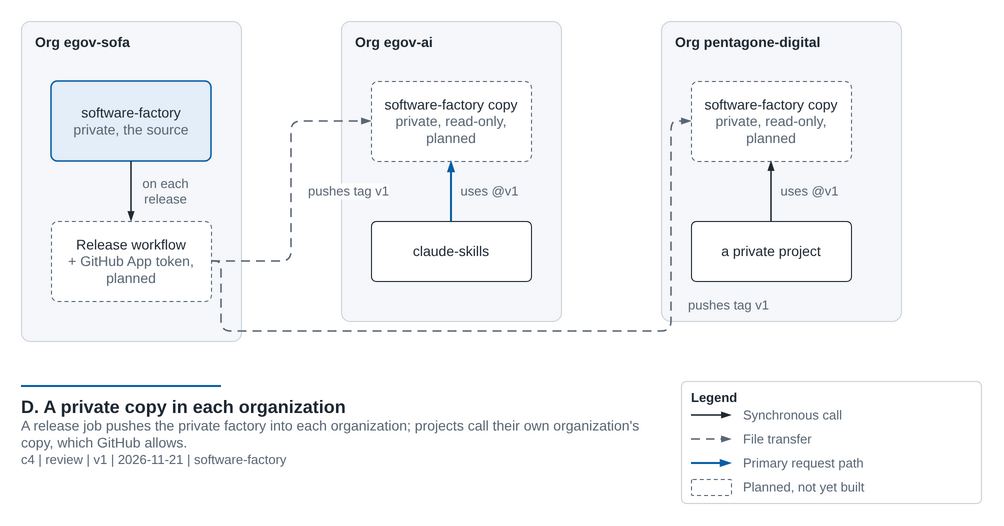 Org egov-sofa
software-factory
private, the source
on each
release
Release workflow
+ GitHub App token,
planned
pushes tag v1
Org egov-ai
software-factory copy
private, read-only,
planned
uses @v1
claude-skills
Org pentagone-digital
software-factory copy
private, read-only,
planned
uses @v1
a private project
pushes tag v1
D. A private copy in each organization
A release job pushes the private factory into each organization; projects call their own organization's
copy, which GitHub allows.
c4 | review | v1 | 2026-11-21 | software-factory
Legend
Synchronous call
File transfer
Primary request path
Planned, not yet built